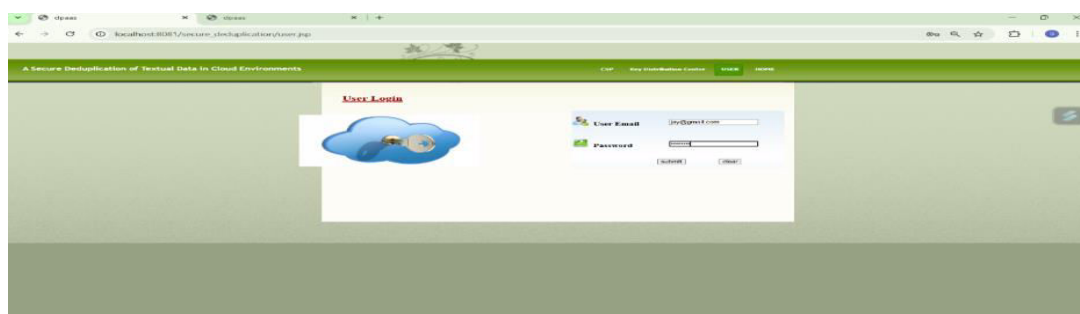 dpaas dpaas
localhost:8081/secure_deduplication/user.jsp
A Secure Deduplication of Textual Data in Cloud Environments CSP Key Distribution Centre USER HOME
User Login
User Email jay@gmail.com
Password
submit clear